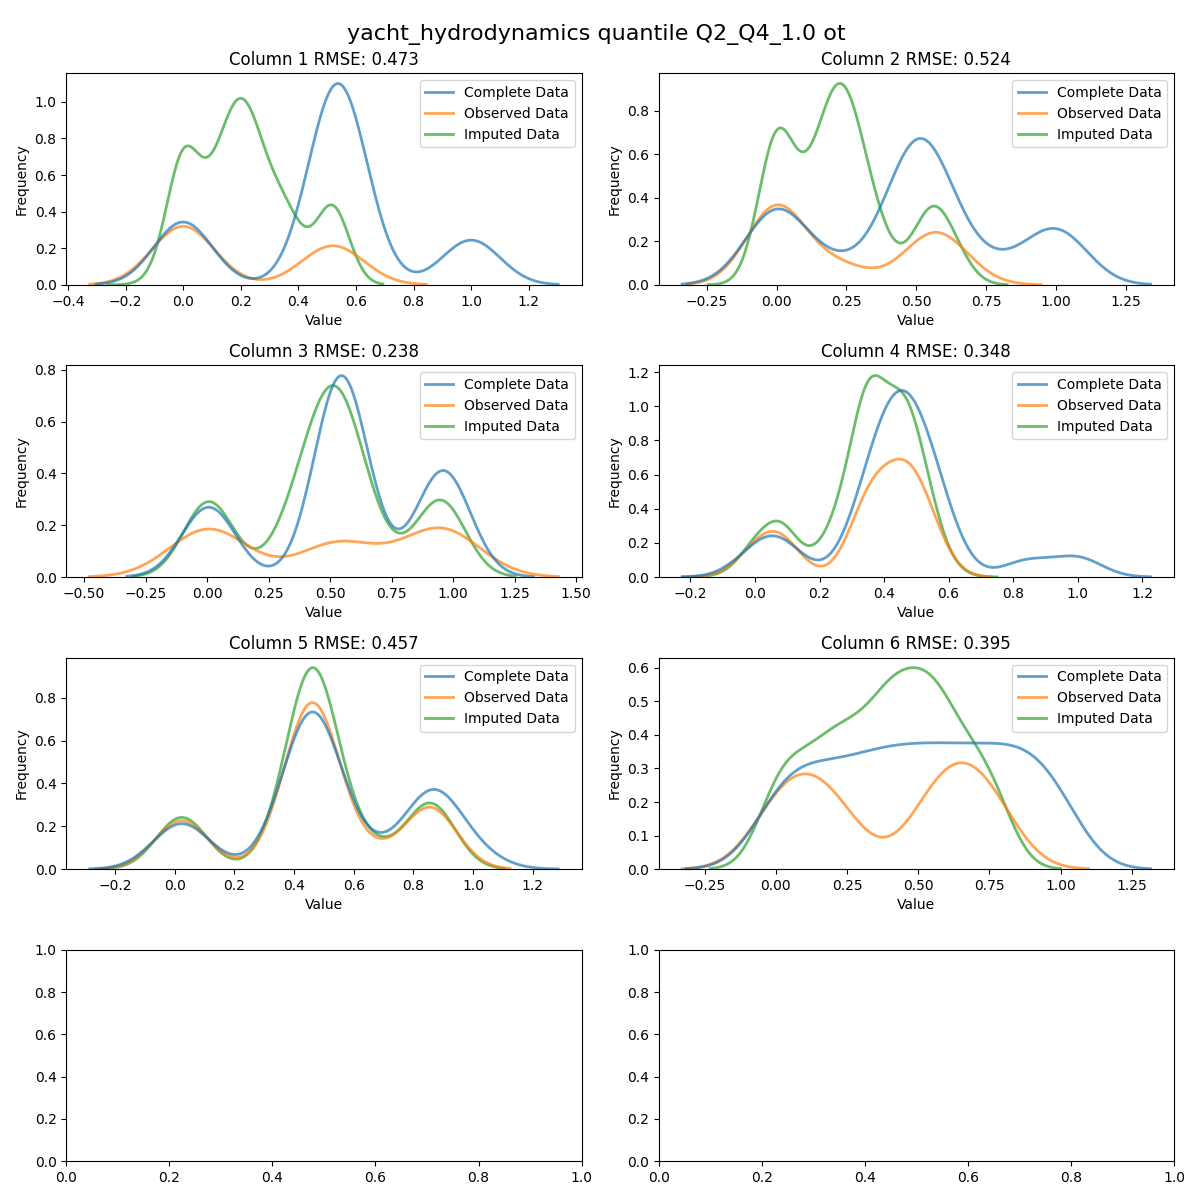 yacht_hydrodynamics quantile Q2_Q4_1.0 ot
Column 1 RMSE: 0.473
Frequency
1.0
0.8
0.6
0.4
0.2
0.0
Complete Data
Observed Data
Imputed Data
−0.4 −0.2 0.0 0.2 0.4 0.6 0.8 1.0 1.2
Value
Column 2 RMSE: 0.524
Frequency
0.8
0.6
0.4
0.2
0.0
Complete Data
Observed Data
Imputed Data
−0.25 0.00 0.25 0.50 0.75 1.00 1.25
Value
Column 3 RMSE: 0.238
Frequency
0.8
0.6
0.4
0.2
0.0
Complete Data
Observed Data
Imputed Data
−0.50 −0.25 0.00 0.25 0.50 0.75 1.00 1.25 1.50
Value
Column 4 RMSE: 0.348
Frequency
1.2
1.0
0.8
0.6
0.4
0.2
0.0
Complete Data
Observed Data
Imputed Data
−0.2 0.0 0.2 0.4 0.6 0.8 1.0 1.2
Value
Column 5 RMSE: 0.457
Frequency
0.8
0.6
0.4
0.2
0.0
Complete Data
Observed Data
Imputed Data
−0.2 0.0 0.2 0.4 0.6 0.8 1.0 1.2
Value
Column 6 RMSE: 0.395
Frequency
0.6
0.5
0.4
0.3
0.2
0.1
0.0
Complete Data
Observed Data
Imputed Data
−0.25 0.00 0.25 0.50 0.75 1.00 1.25
Value
1.0
0.8
0.6
0.4
0.2
0.0
0.0 0.2 0.4 0.6 0.8 1.0
1.0
0.8
0.6
0.4
0.2
0.0
0.0 0.2 0.4 0.6 0.8 1.0